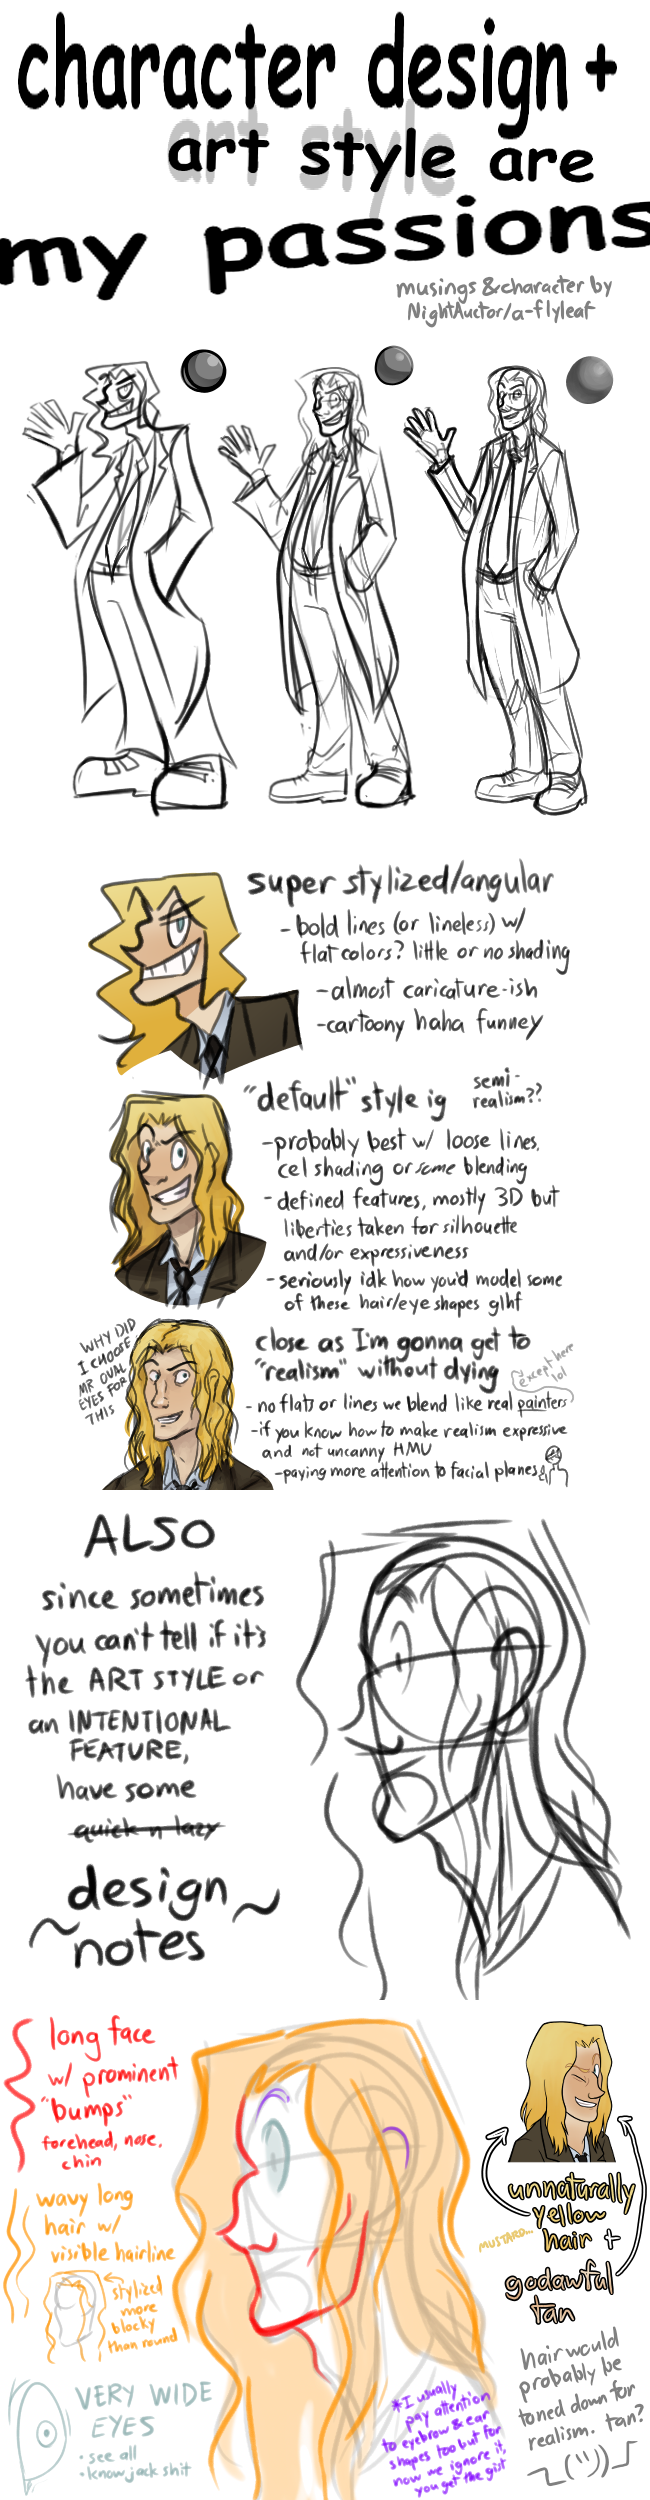 character design +
art style are
my passions
musings & character by
NightAuctor/a-flyleaf
super stylized/angular
- bold lines (or lineless) w/
flat colors? little or no shading
- almost caricature-ish
- cartoony haha funney
"default" style ig
semi-
realism??
- probably best w/ loose lines,
cel shading or some blending
- defined features, mostly 3D but
liberties taken for silhouette
and/or expressiveness
- seriously idk how you'd model some
of these hair/eye shapes glhf
WHY DID
I CHOOSE
MR OVAL
EYES FOR
THIS
close as I'm gonna get to
"realism" without dying
(except here
lol)
- no flats or lines we blend like real painters
- if you know how to make realism expressive
and not uncanny HMU
- paying more attention to facial planes
ALSO
since sometimes
you can't tell if it's
the ART STYLE or
an INTENTIONAL
FEATURE,
have some
quick n lazy
design
~notes~
long face
w/ prominent
"bumps"
forehead, nose,
chin
wavy long
hair w/
visible hairline
stylized
more
blocky
than round
VERY WIDE
EYES
• see all
• know jack shit
*I usually
pay attention
to eyebrow & ear
shapes too but for
now we ignore it,
you get the gist
unnaturally
yellow
MUSTARD...
hair +
godawful
tan
hair would
probably be
toned down for
realism. tan?
¯\_(ツ)_/¯